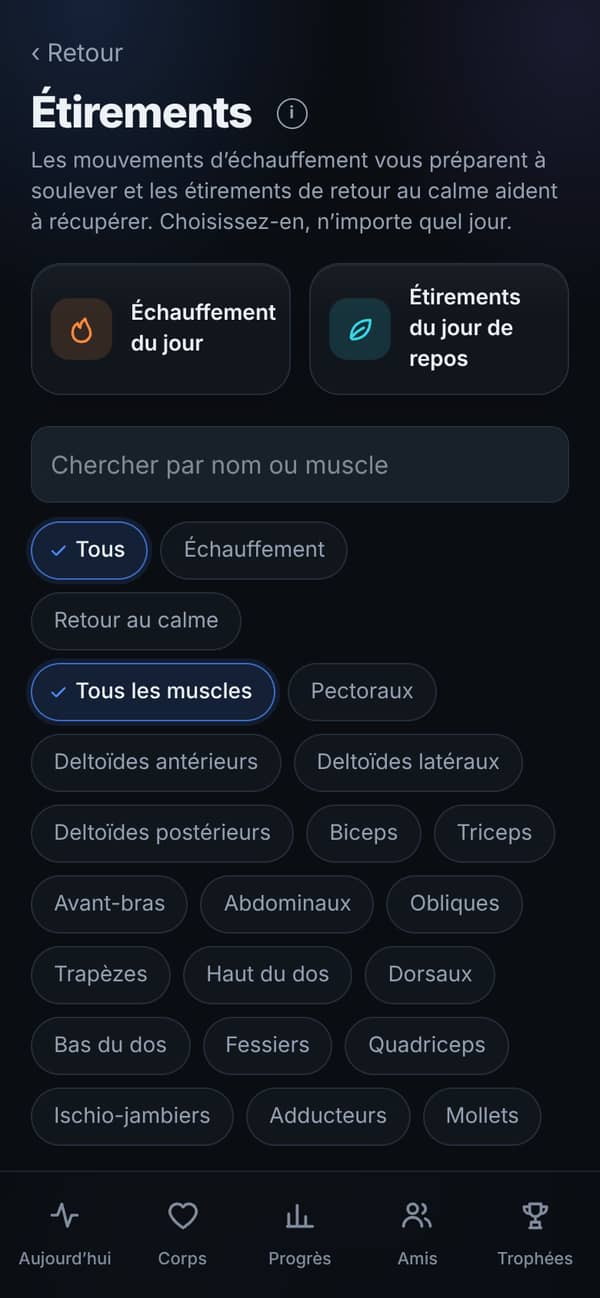 ‹ Retour
Étirements
Les mouvements d’échauffement vous préparent à
soulever et les étirements de retour au calme aident
à récupérer. Choisissez-en, n’importe quel jour.
Échauffement
du jour
Étirements
du jour de
repos
Chercher par nom ou muscle
Tous
Échauffement
Retour au calme
Tous les muscles
Pectoraux
Deltoïdes antérieurs
Deltoïdes latéraux
Deltoïdes postérieurs
Biceps
Triceps
Avant-bras
Abdominaux
Obliques
Trapèzes
Haut du dos
Dorsaux
Bas du dos
Fessiers
Quadriceps
Ischio-jambiers
Adducteurs
Mollets
Aujourd’hui
Corps
Progrès
Amis
Trophées